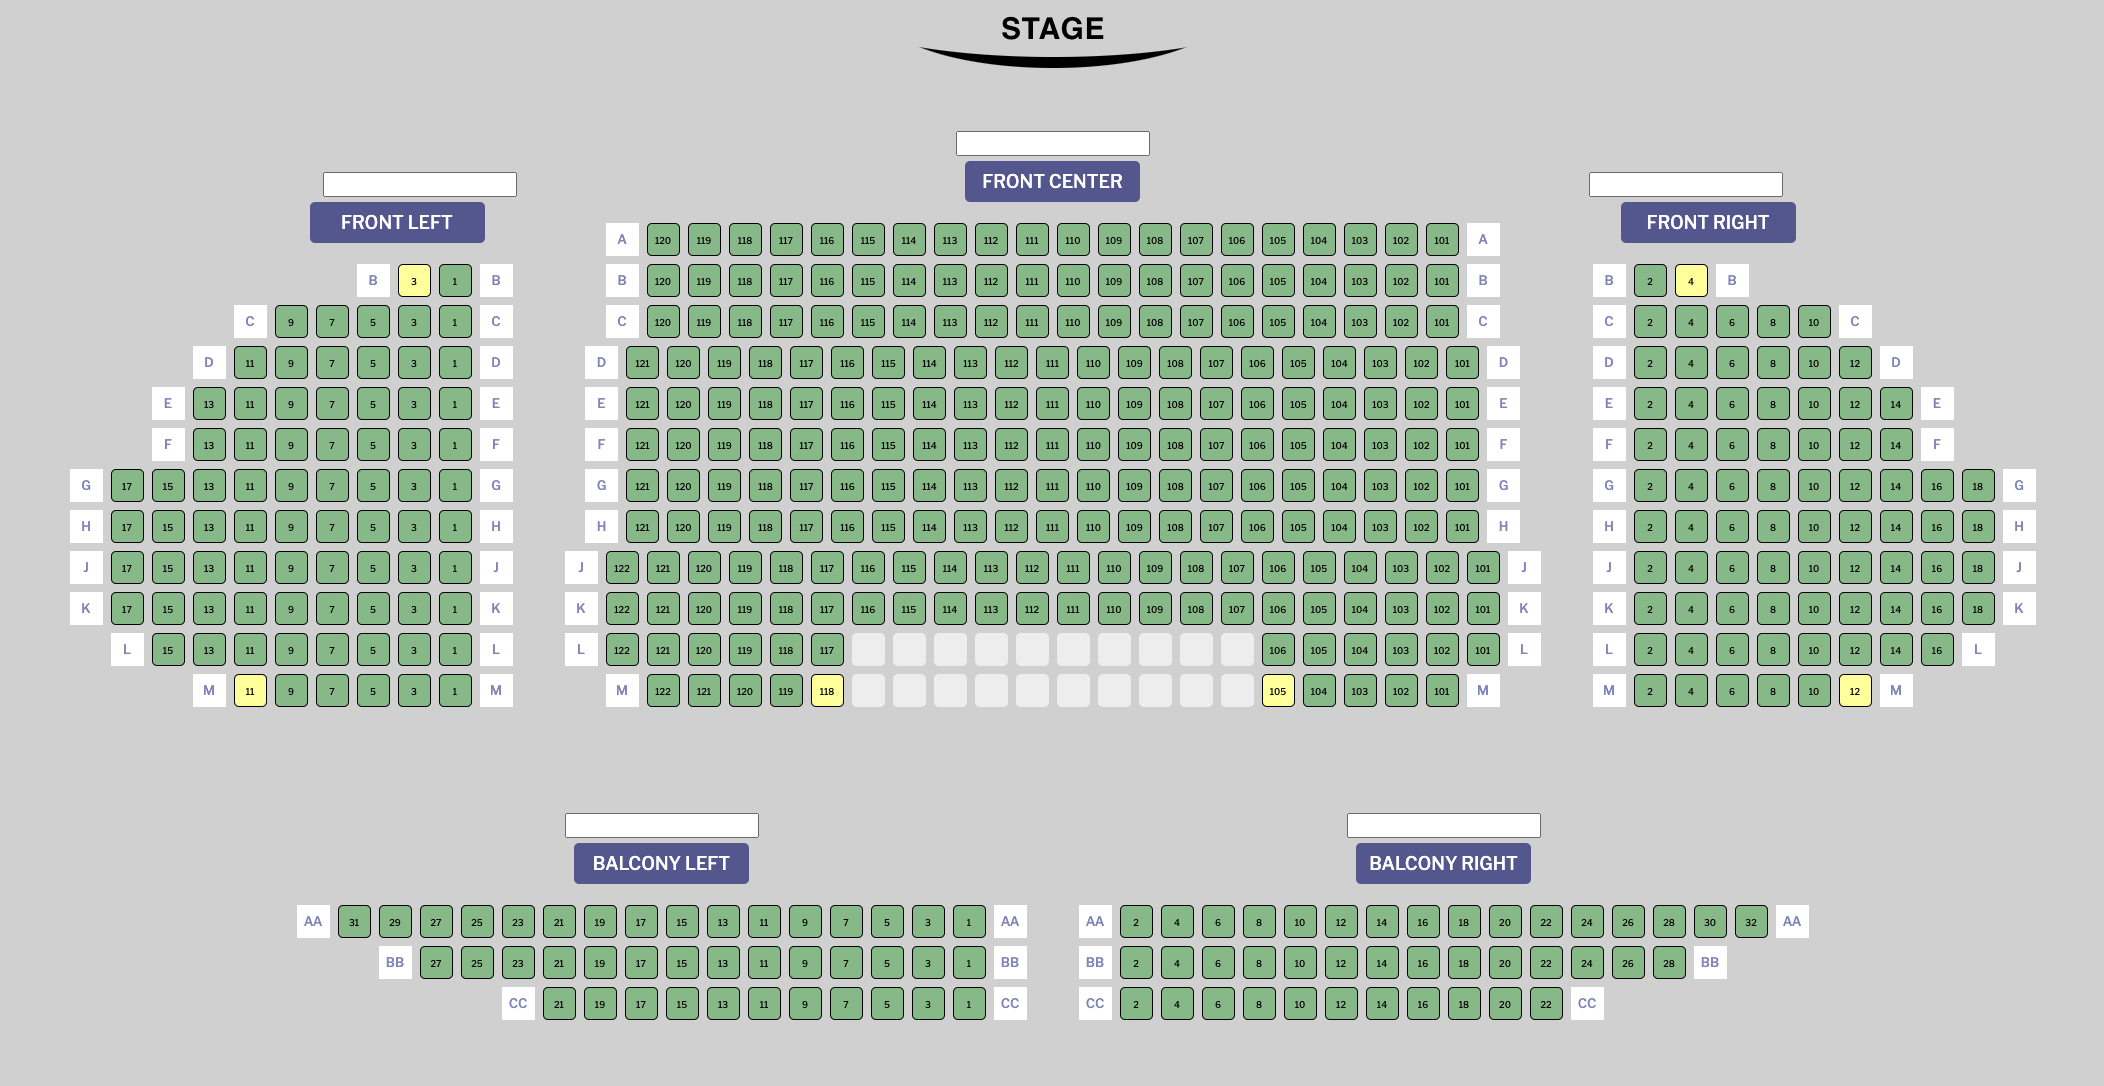 STAGE
FRONT CENTER
FRONT LEFT
FRONT RIGHT
A 120 119 118 117 116 115 114 113 112 111 110 109 108 107 106 105 104 103 102 101 A
B 3 1 B B 120 119 118 117 116 115 114 113 112 111 110 109 108 107 106 105 104 103 102 101 B B 2 4 B
C 9 7 5 3 1 C C 120 119 118 117 116 115 114 113 112 111 110 109 108 107 106 105 104 103 102 101 C C 2 4 6 8 10 C
D 11 9 7 5 3 1 D D 121 120 119 118 117 116 115 114 113 112 111 110 109 108 107 106 105 104 103 102 101 D D 2 4 6 8 10 12 D
E 13 11 9 7 5 3 1 E E 121 120 119 118 117 116 115 114 113 112 111 110 109 108 107 106 105 104 103 102 101 E E 2 4 6 8 10 12 14 E
F 13 11 9 7 5 3 1 F F 121 120 119 118 117 116 115 114 113 112 111 110 109 108 107 106 105 104 103 102 101 F F 2 4 6 8 10 12 14 F
G 17 15 13 11 9 7 5 3 1 G G 121 120 119 118 117 116 115 114 113 112 111 110 109 108 107 106 105 104 103 102 101 G G 2 4 6 8 10 12 14 16 18 G
H 17 15 13 11 9 7 5 3 1 H H 121 120 119 118 117 116 115 114 113 112 111 110 109 108 107 106 105 104 103 102 101 H H 2 4 6 8 10 12 14 16 18 H
J 17 15 13 11 9 7 5 3 1 J J 122 121 120 119 118 117 116 115 114 113 112 111 110 109 108 107 106 105 104 103 102 101 J J 2 4 6 8 10 12 14 16 18 J
K 17 15 13 11 9 7 5 3 1 K K 122 121 120 119 118 117 116 115 114 113 112 111 110 109 108 107 106 105 104 103 102 101 K K 2 4 6 8 10 12 14 16 18 K
L 15 13 11 9 7 5 3 1 L L 122 121 120 119 118 117 106 105 104 103 102 101 L L 2 4 6 8 10 12 14 16 L
M 11 9 7 5 3 1 M M 122 121 120 119 118 105 104 103 102 101 M M 2 4 6 8 10 12 M
BALCONY LEFT
BALCONY RIGHT
AA 31 29 27 25 23 21 19 17 15 13 11 9 7 5 3 1 AA AA 2 4 6 8 10 12 14 16 18 20 22 24 26 28 30 32 AA
BB 27 25 23 21 19 17 15 13 11 9 7 5 3 1 BB BB 2 4 6 8 10 12 14 16 18 20 22 24 26 28 BB
CC 21 19 17 15 13 11 9 7 5 3 1 CC CC 2 4 6 8 10 12 14 16 18 20 22 CC